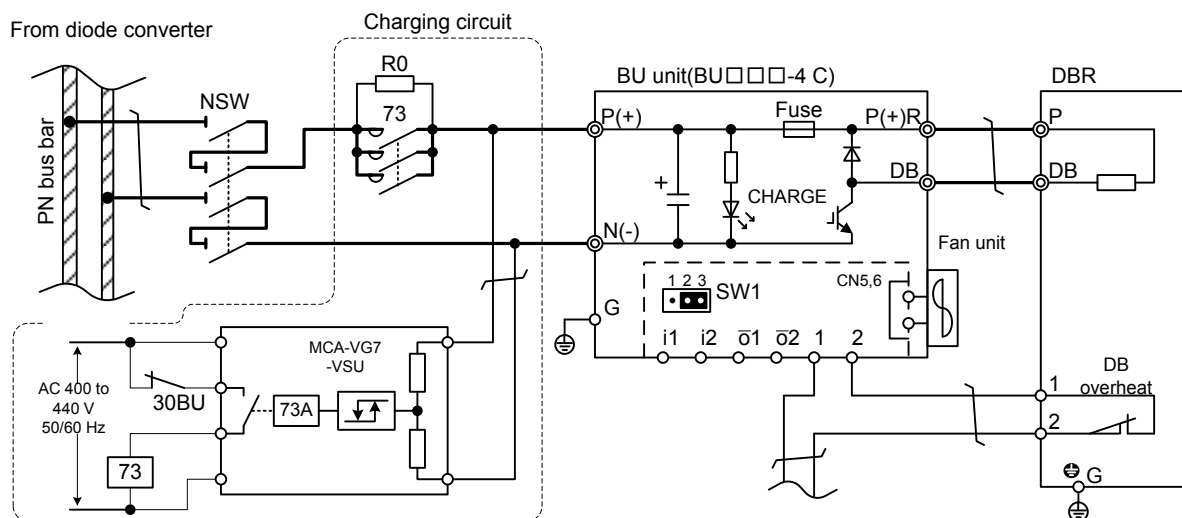 From diode converter
Charging circuit
PN bus bar
NSW
R0
73
BU unit(BU□□□-4 C)
DBR
P(+)
Fuse
P(+)R
P
DB
DB
CHARGE
N(-)
Fan unit
1 2 3
SW1
CN5,6
G
i1 i2 o̅1 o̅2 1 2
MCA-VG7
-VSU
AC 400 to
440 V
50/60 Hz
30BU
73A
73
1
DB
overheat
2
G